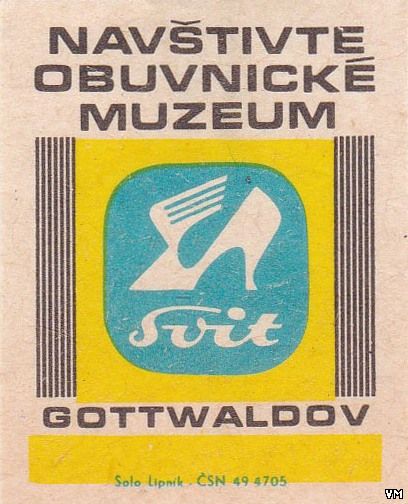 NAVŠTIVTE
OBUVNICKÉ
MUZEUM
Svit
GOTTWALDOV
Solo Lipník - ČSN 49 4705
VM